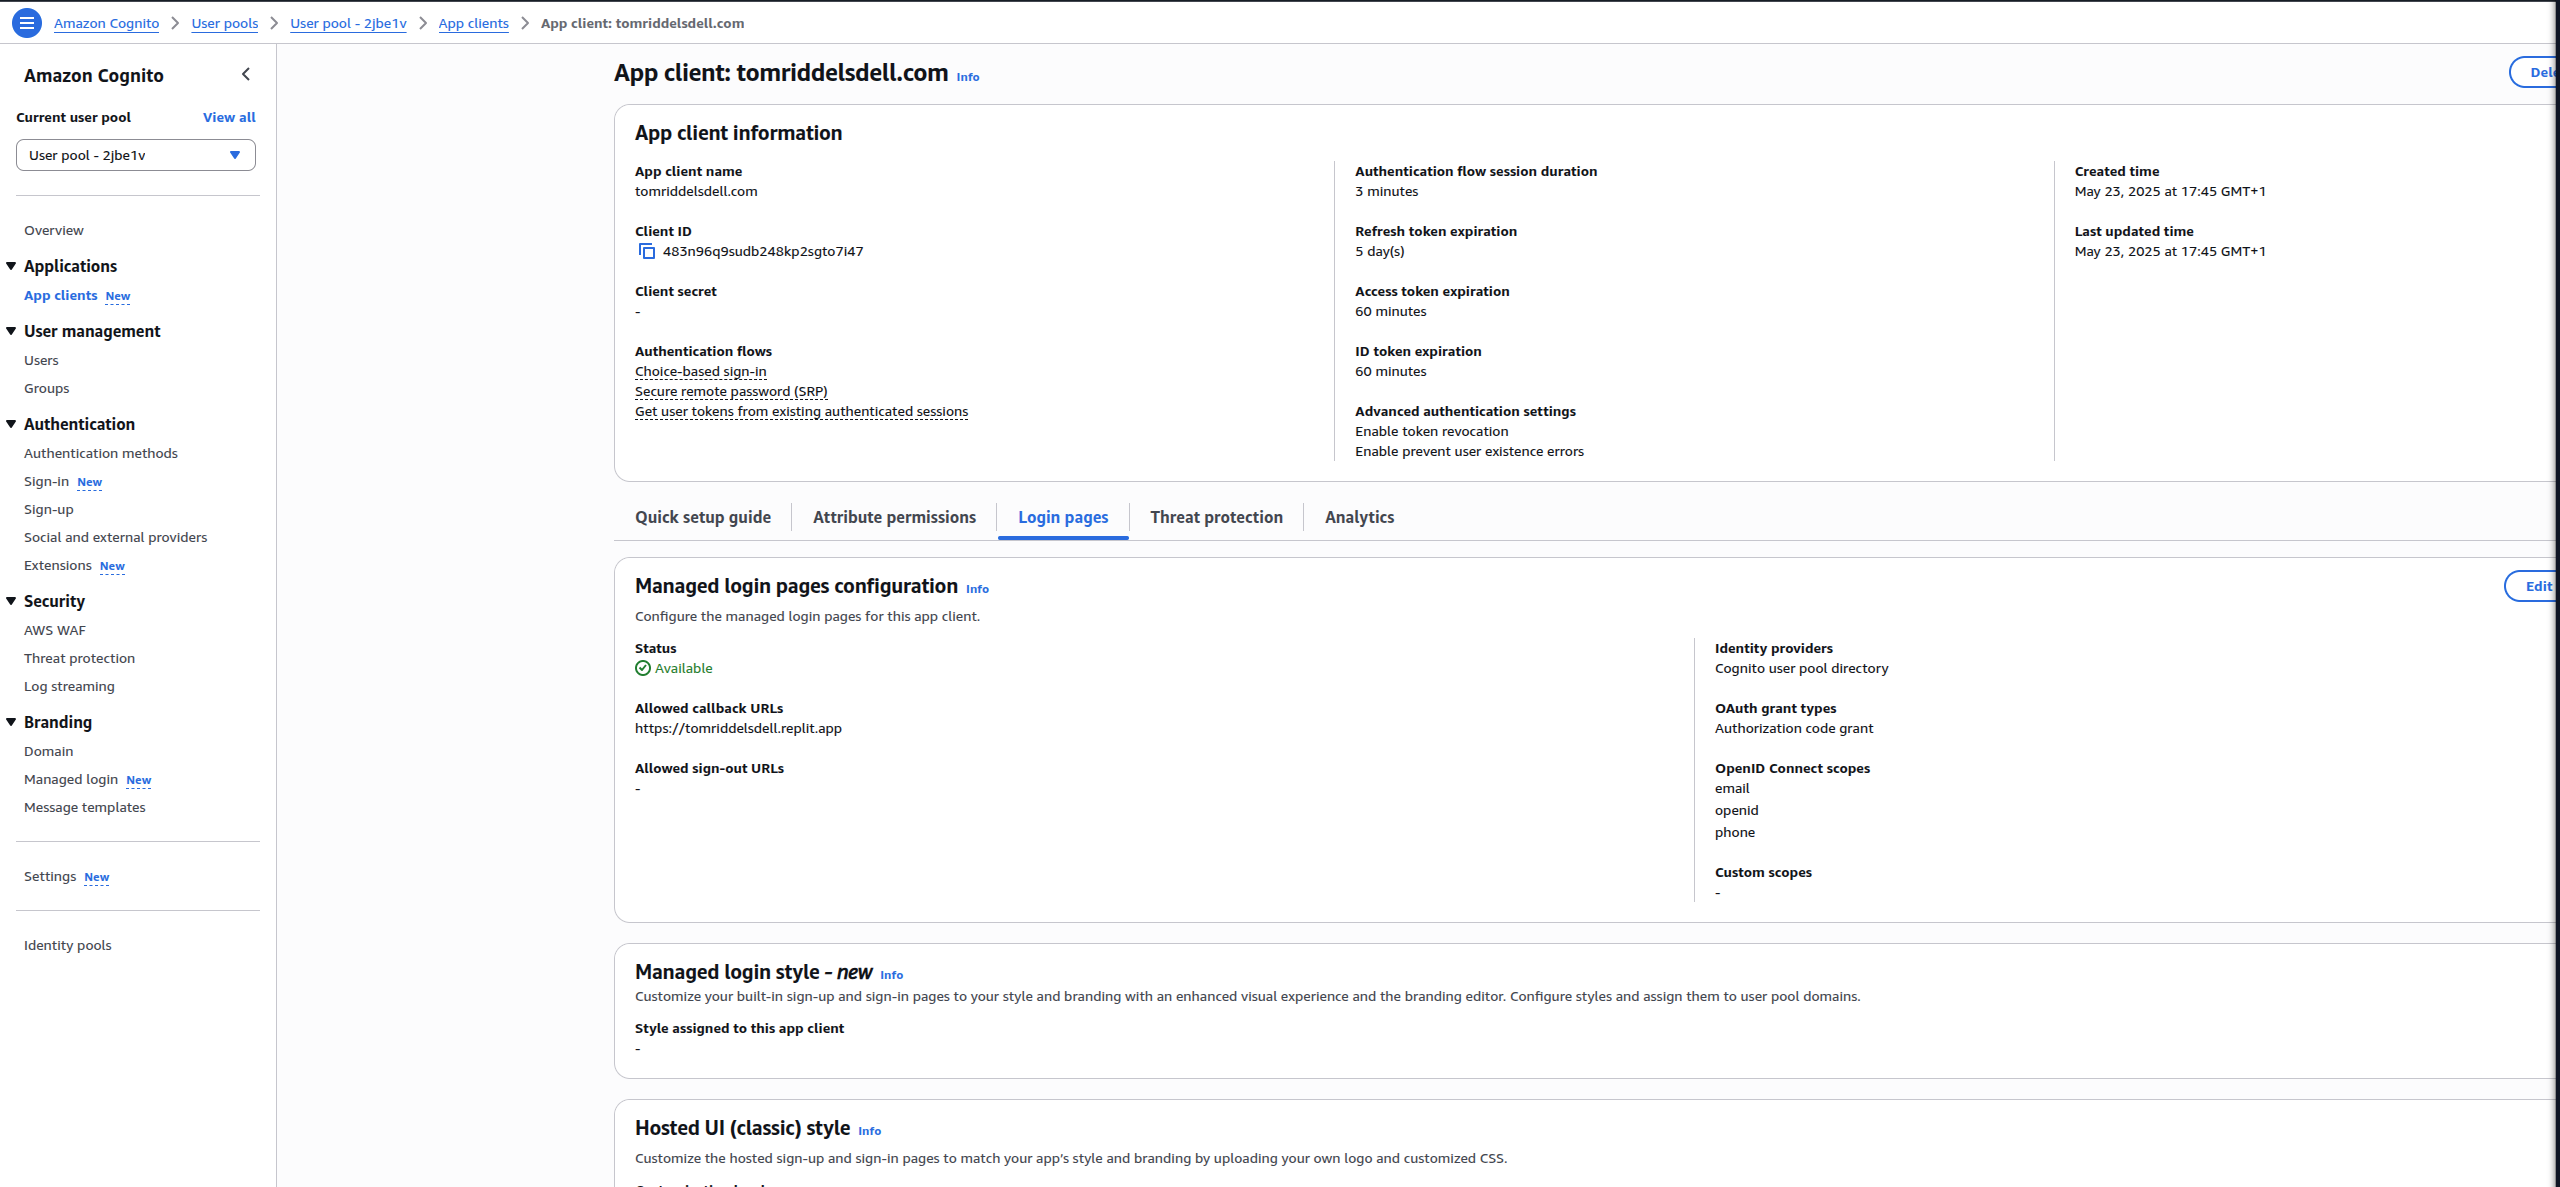 Amazon Cognito > User pools > User pool - 2jbe1v > App clients > App client: tomriddelsdell.com
Amazon Cognito
Current user pool View all
User pool - 2jbe1v
Overview
Applications
App clients New
User management
Users
Groups
Authentication
Authentication methods
Sign-in New
Sign-up
Social and external providers
Extensions New
Security
AWS WAF
Threat protection
Log streaming
Branding
Domain
Managed login New
Message templates
Settings New
Identity pools
App client: tomriddelsdell.com Info
App client information
App client name
tomriddelsdell.com
Client ID
483n96q9sudb248kp2sgto7i47
Client secret
-
Authentication flows
Choice-based sign-in
Secure remote password (SRP)
Get user tokens from existing authenticated sessions
Authentication flow session duration
3 minutes
Refresh token expiration
5 day(s)
Access token expiration
60 minutes
ID token expiration
60 minutes
Advanced authentication settings
Enable token revocation
Enable prevent user existence errors
Created time
May 23, 2025 at 17:45 GMT+1
Last updated time
May 23, 2025 at 17:45 GMT+1
Quick setup guide
Attribute permissions
Login pages
Threat protection
Analytics
Managed login pages configuration Info
Edit
Configure the managed login pages for this app client.
Status
Available
Allowed callback URLs
https://tomriddelsdell.replit.app
Allowed sign-out URLs
-
Identity providers
Cognito user pool directory
OAuth grant types
Authorization code grant
OpenID Connect scopes
email
openid
phone
Custom scopes
-
Managed login style - new Info
Customize your built-in sign-up and sign-in pages to your style and branding with an enhanced visual experience and the branding editor. Configure styles and assign them to user pool domains.
Style assigned to this app client
-
Hosted UI (classic) style Info
Customize the hosted sign-up and sign-in pages to match your app's style and branding by uploading your own logo and customized CSS.